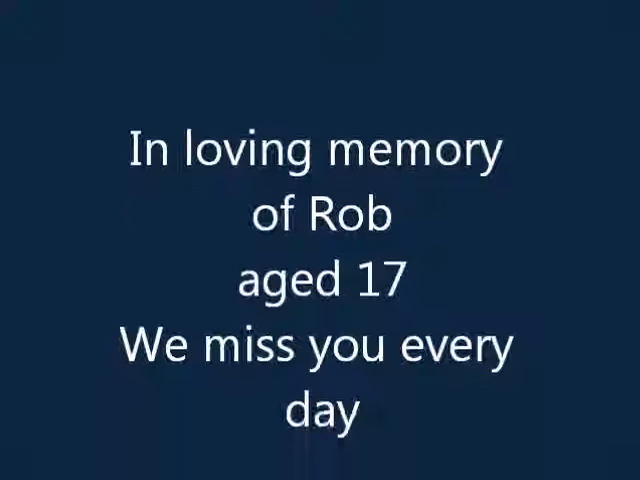 In loving memory
of Rob
aged 17
We miss you every
day